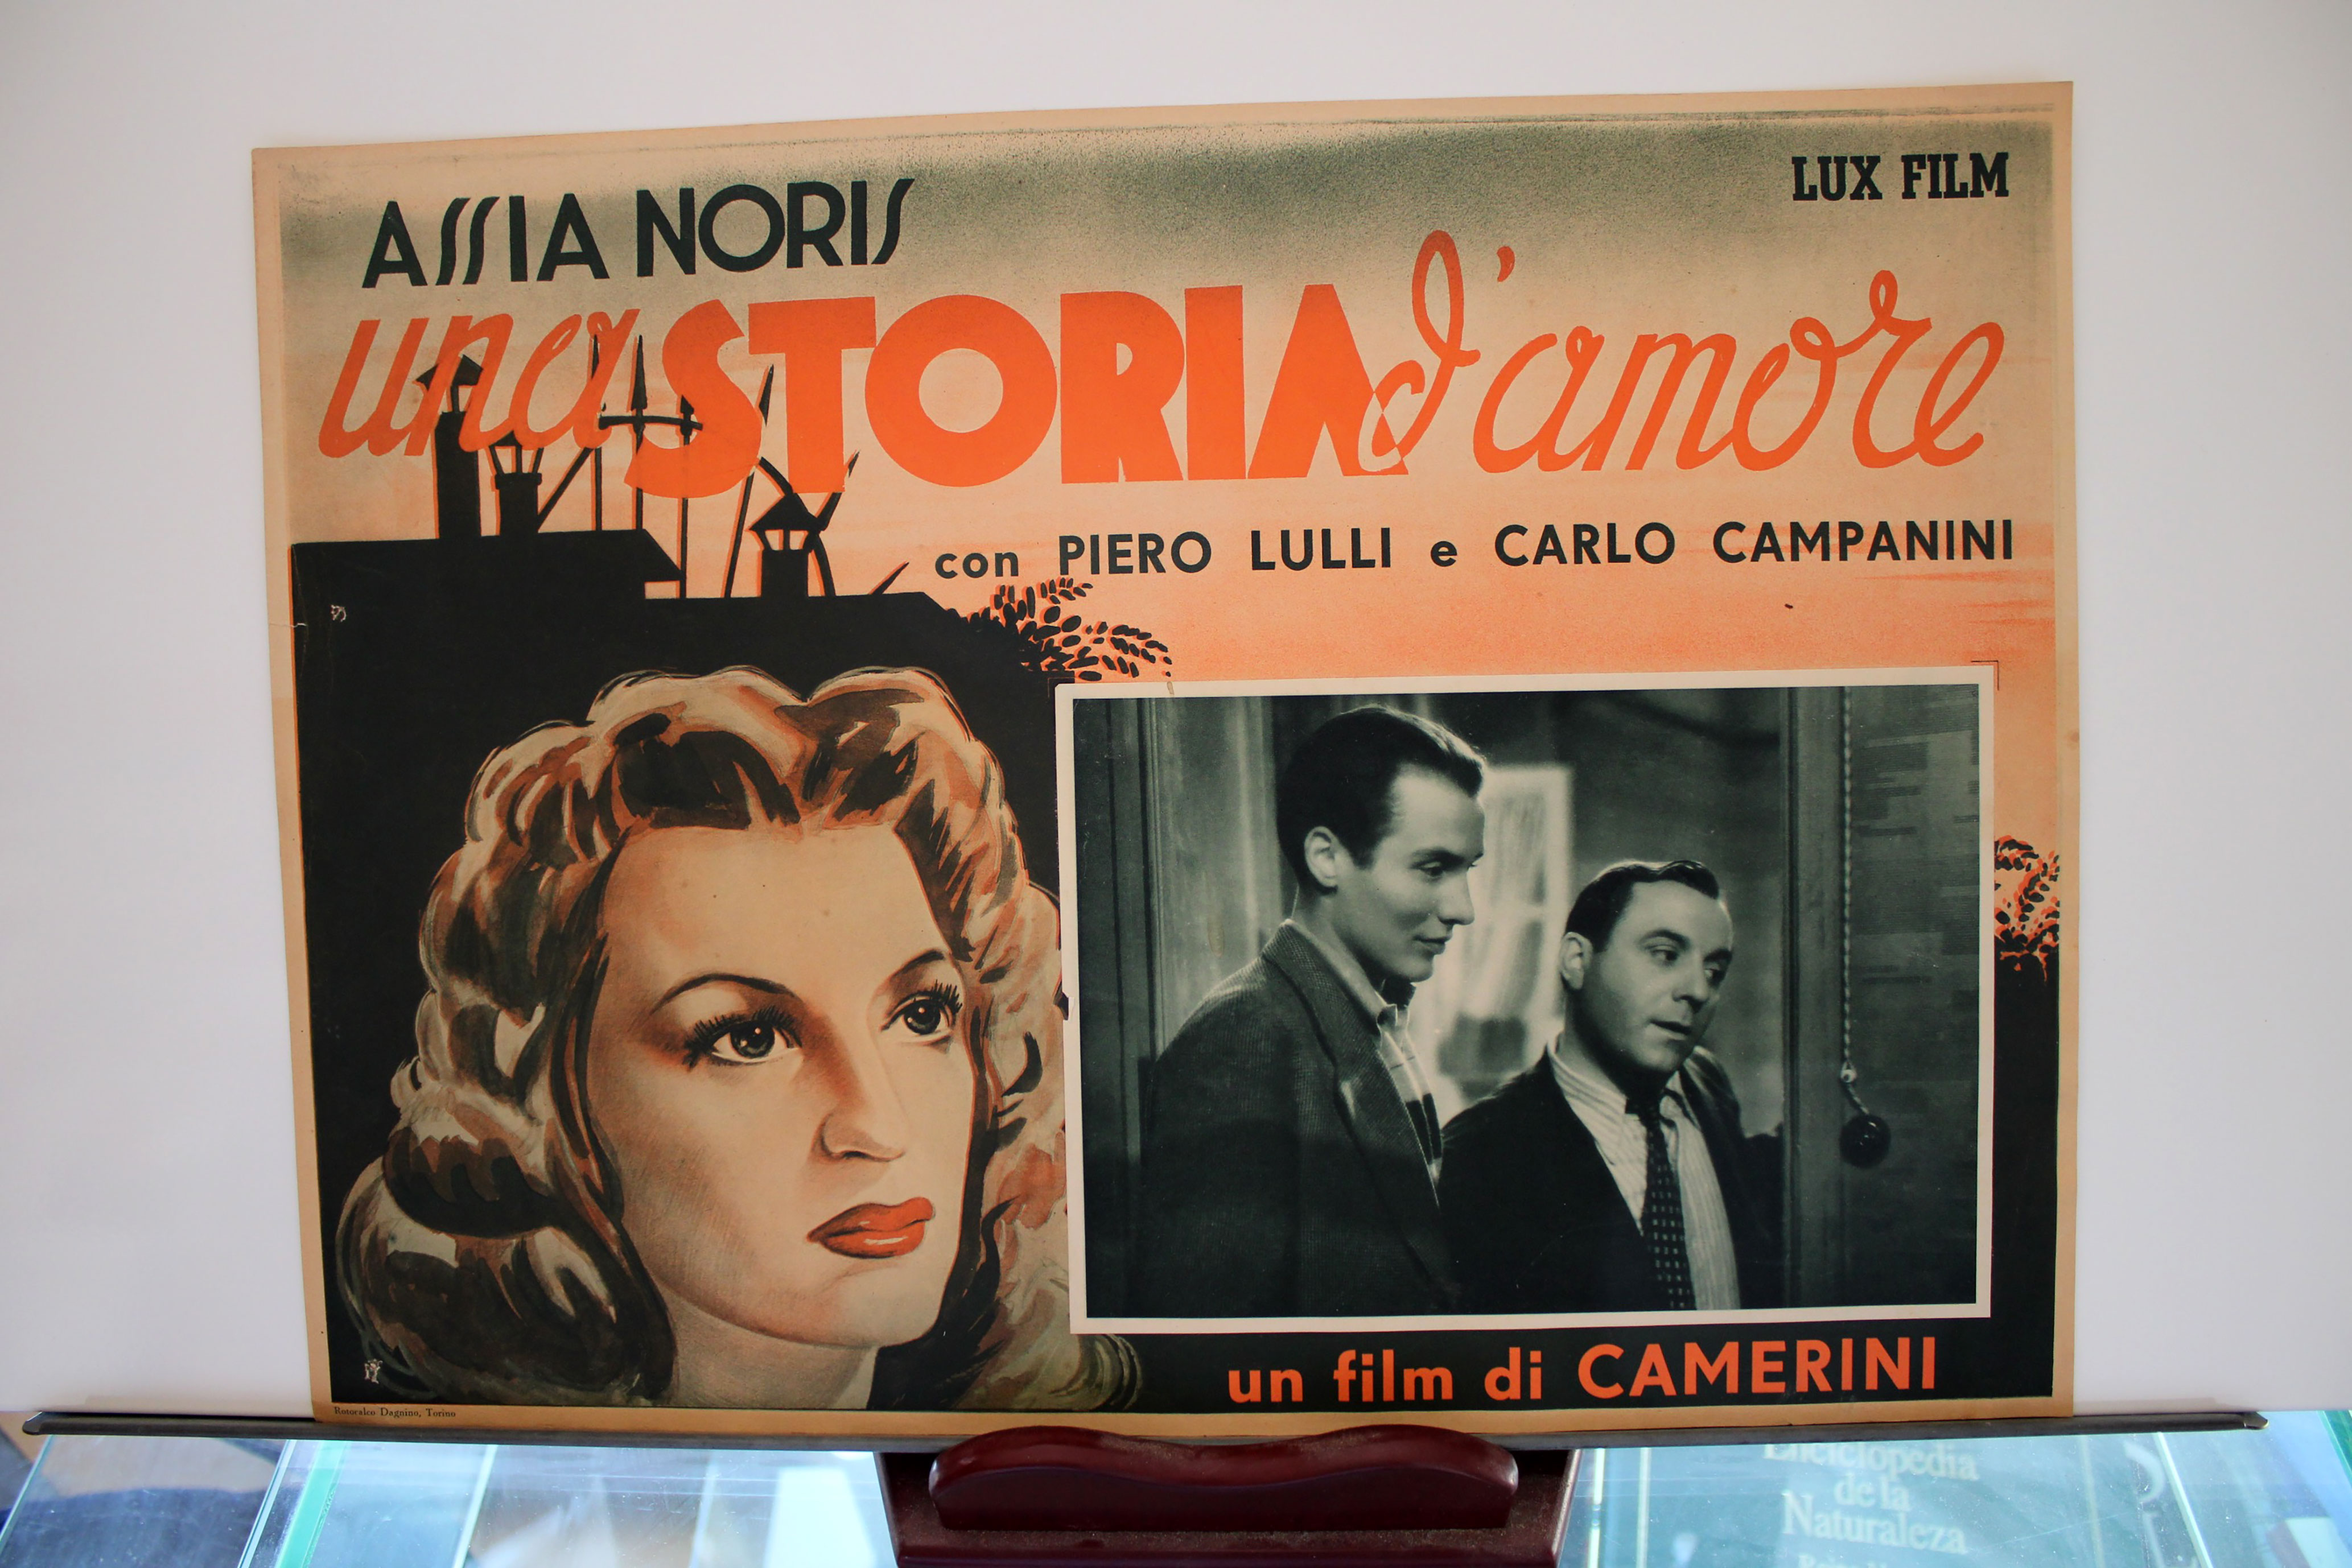 ASSIA NORIS
LUX FILM
una STORIA d'amore
con PIERO LULLI e CARLO CAMPANINI
un film di CAMERINI
Rotocalco Dagnino, Torino
Enciclopedia
de la
Naturaleza